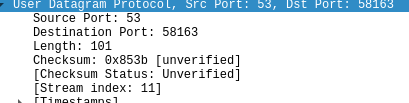 User Datagram Protocol, Src Port: 53, Dst Port: 58163
Source Port: 53
Destination Port: 58163
Length: 101
Checksum: 0x853b [unverified]
[Checksum Status: Unverified]
[Stream index: 11]
[Timestamps]